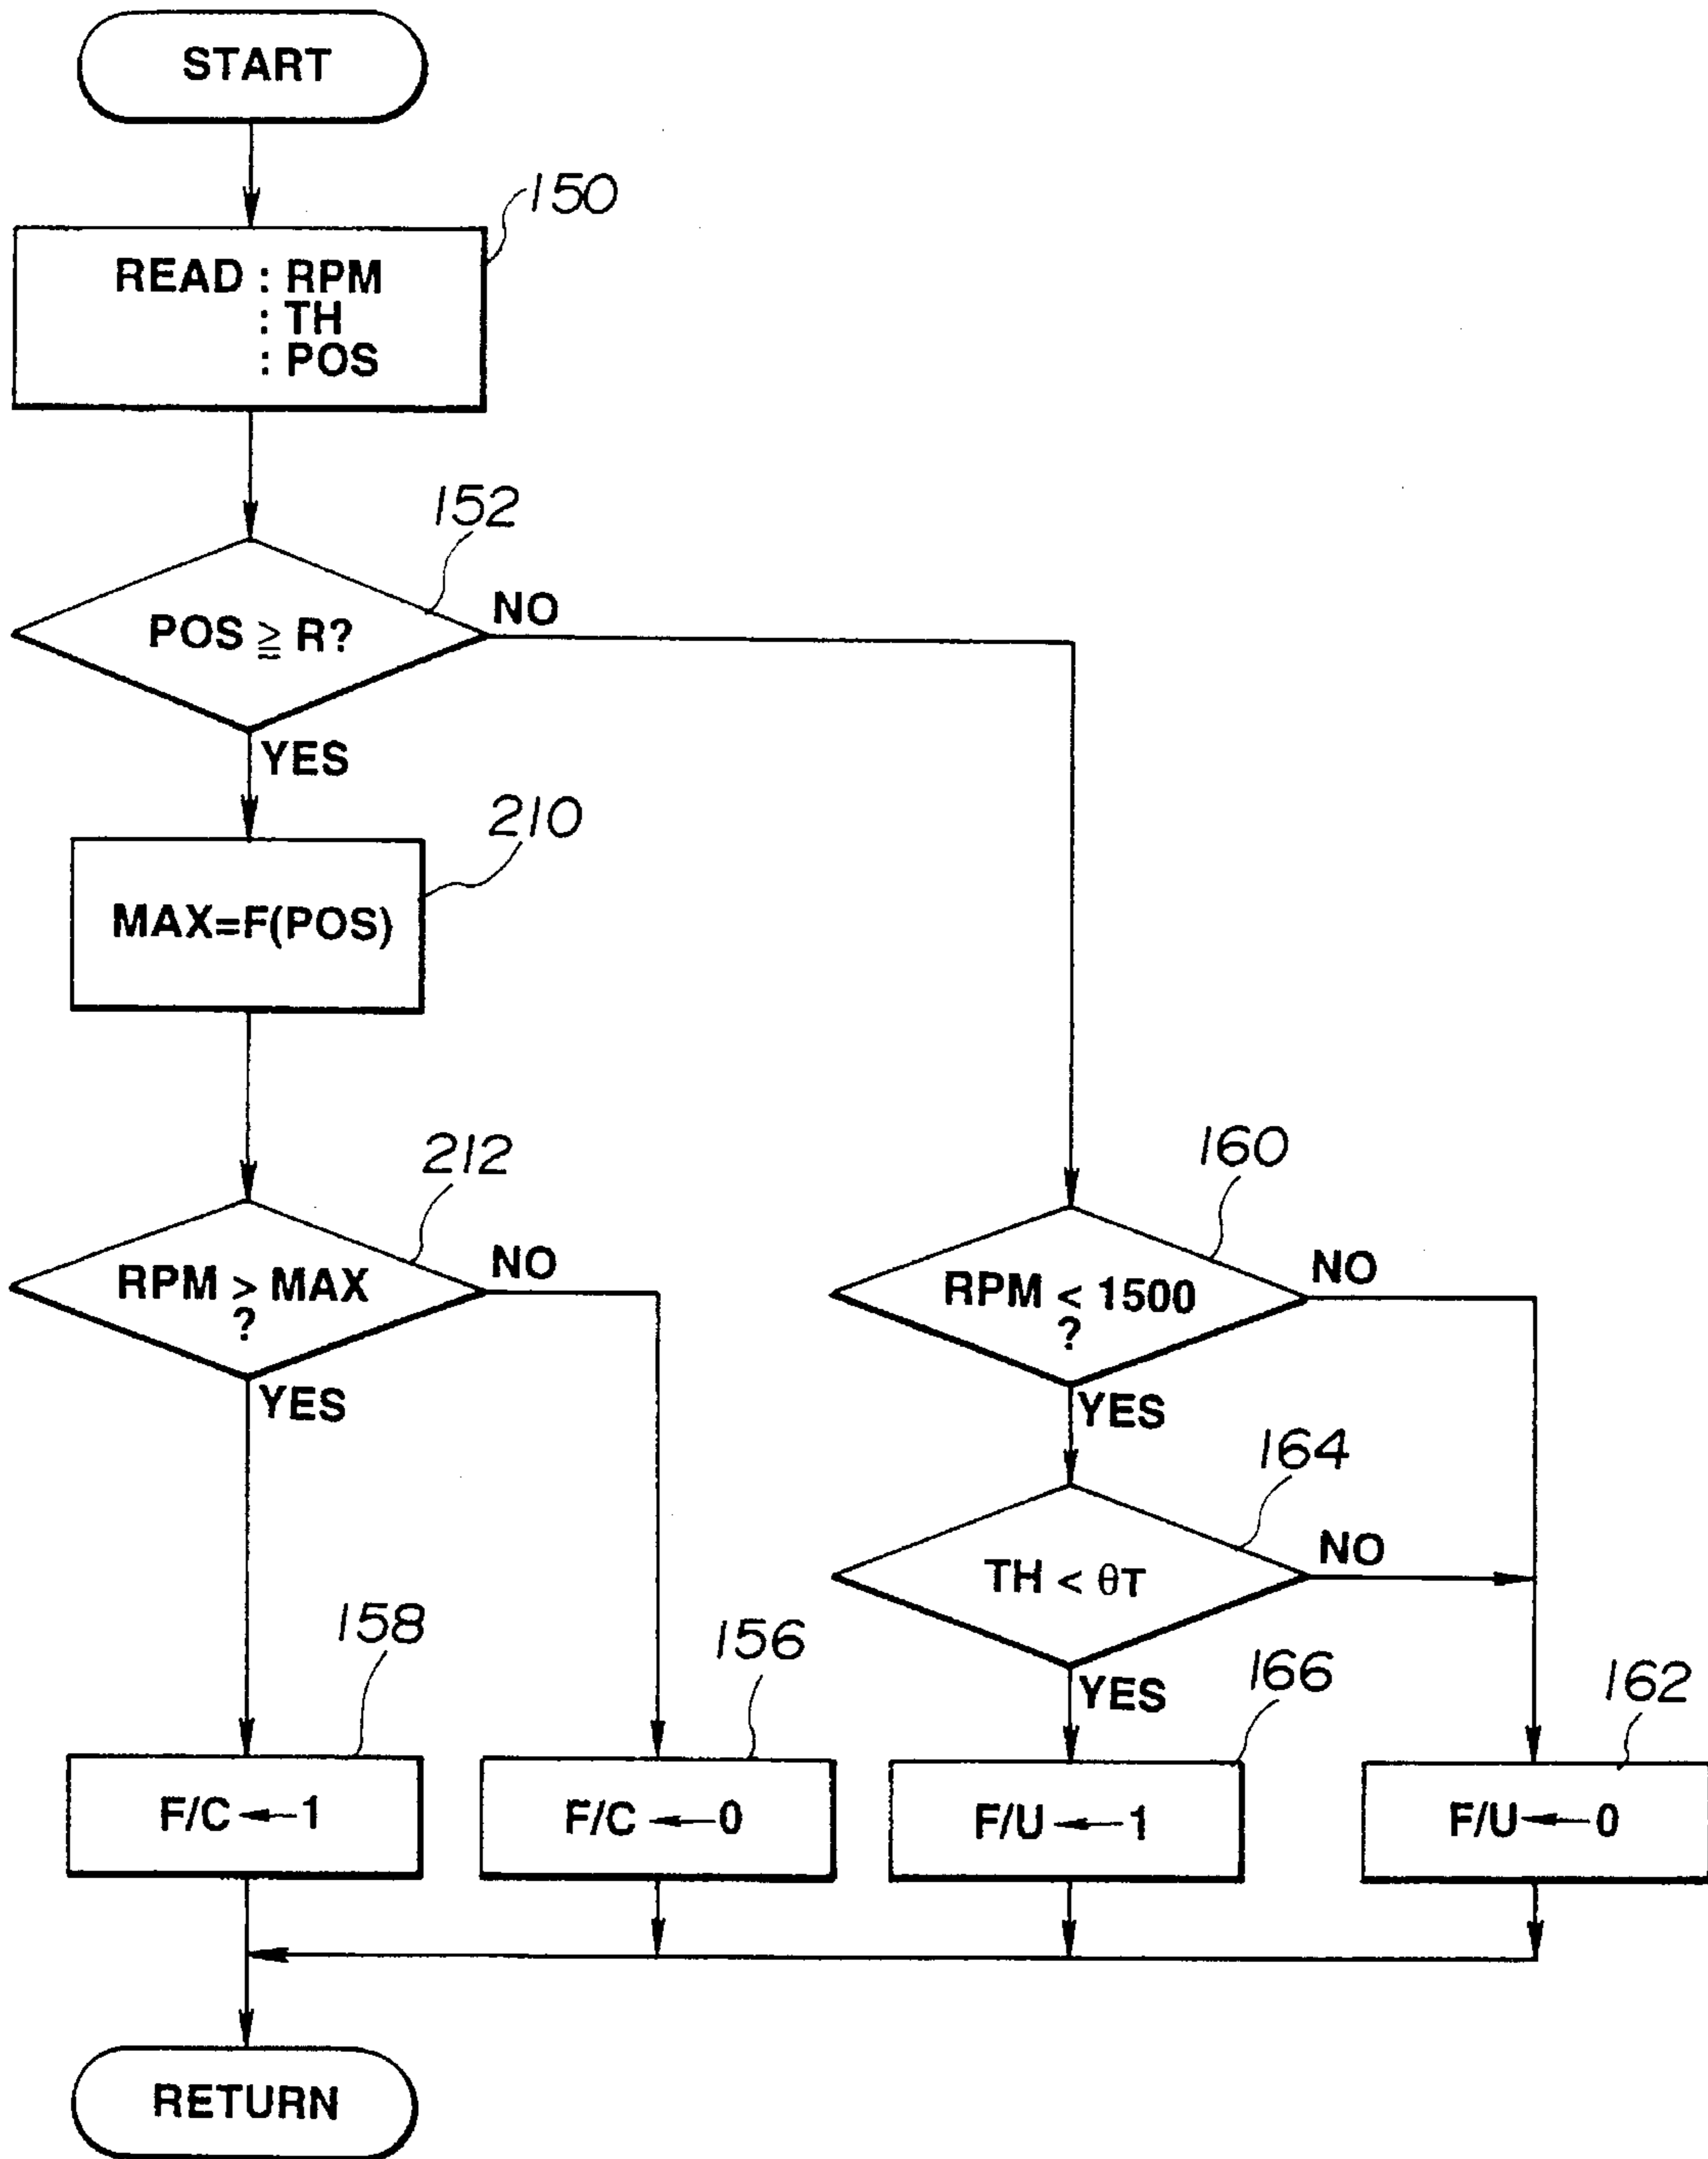 START
150
READ : RPM
: TH
: POS
152
POS ≧ R?
NO
YES
210
MAX=F(POS)
212
RPM > MAX
?
NO
YES
160
RPM < 1500
?
NO
YES
164
TH < θT
NO
YES
158
F/C ← 1
156
F/C ← 0
166
F/U ← 1
162
F/U ← 0
RETURN